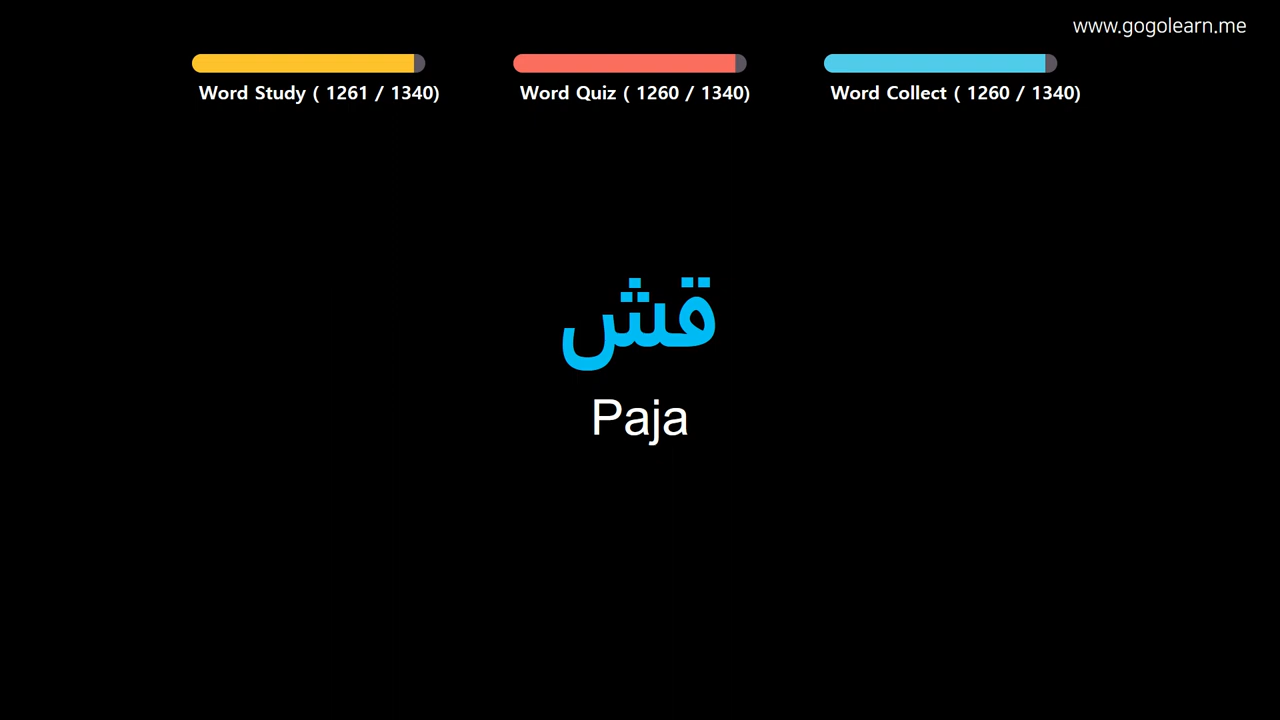 www.gogolearn.me
Word Study ( 1261 / 1340)
Word Quiz ( 1260 / 1340)
Word Collect ( 1260 / 1340)
قش
Paja